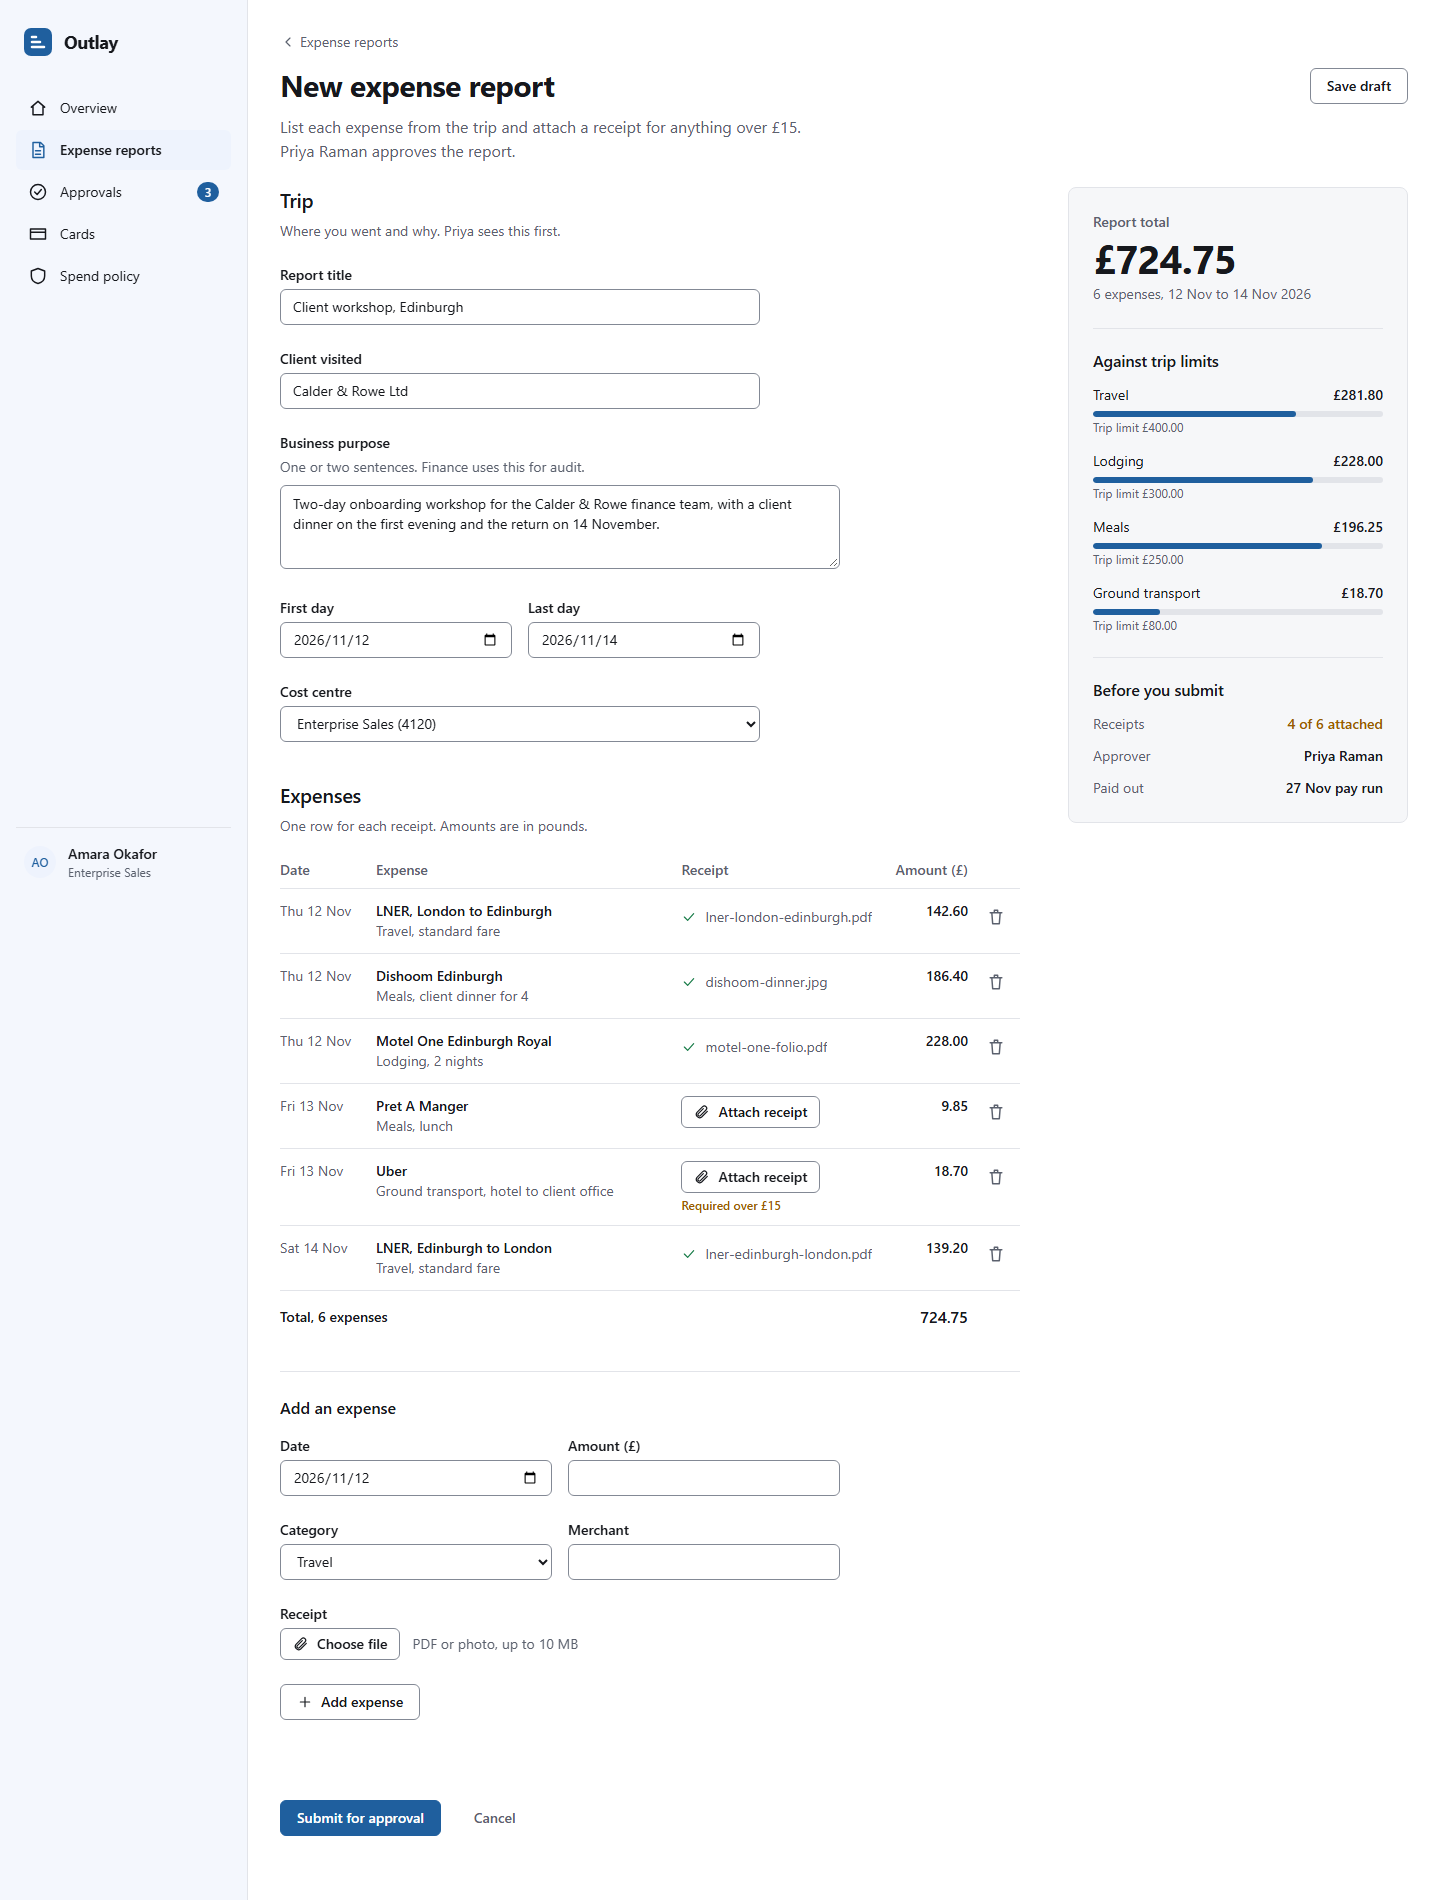 Outlay
Overview
Expense reports
Approvals
3
Cards
Spend policy
AO
Amara Okafor
Enterprise Sales
Expense reports
New expense report
Save draft
List each expense from the trip and attach a receipt for anything over £15.
Priya Raman approves the report.
Trip
Where you went and why. Priya sees this first.
Report title
Client workshop, Edinburgh
Client visited
Calder & Rowe Ltd
Business purpose
One or two sentences. Finance uses this for audit.
Two-day onboarding workshop for the Calder & Rowe finance team, with a client
dinner on the first evening and the return on 14 November.
First day
Last day
2026/11/12
2026/11/14
Cost centre
Enterprise Sales (4120)
Expenses
One row for each receipt. Amounts are in pounds.
Date Expense Receipt Amount (£)
Thu 12 Nov LNER, London to Edinburgh lner-london-edinburgh.pdf 142.60
Travel, standard fare
Thu 12 Nov Dishoom Edinburgh dishoom-dinner.jpg 186.40
Meals, client dinner for 4
Thu 12 Nov Motel One Edinburgh Royal motel-one-folio.pdf 228.00
Lodging, 2 nights
Fri 13 Nov Pret A Manger Attach receipt 9.85
Meals, lunch
Fri 13 Nov Uber Attach receipt 18.70
Ground transport, hotel to client office
Required over £15
Sat 14 Nov LNER, Edinburgh to London lner-edinburgh-london.pdf 139.20
Travel, standard fare
Total, 6 expenses 724.75
Add an expense
Date
Amount (£)
2026/11/12
Category
Merchant
Travel
Receipt
Choose file
PDF or photo, up to 10 MB
Add expense
Submit for approval
Cancel
Report total
£724.75
6 expenses, 12 Nov to 14 Nov 2026
Against trip limits
Travel £281.80
Trip limit £400.00
Lodging £228.00
Trip limit £300.00
Meals £196.25
Trip limit £250.00
Ground transport £18.70
Trip limit £80.00
Before you submit
Receipts 4 of 6 attached
Approver Priya Raman
Paid out 27 Nov pay run